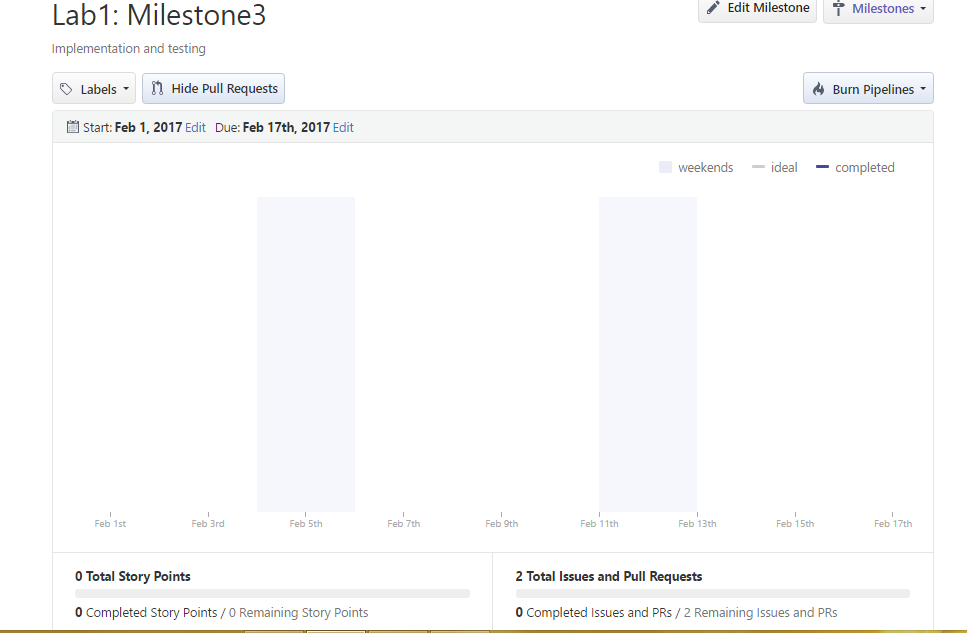 Lab1: Milestone3
Edit Milestone
Milestones
Implementation and testing
Labels
Hide Pull Requests
Burn Pipelines
Start: Feb 1, 2017 Edit Due: Feb 17th, 2017 Edit
weekends ideal completed
Feb 1st Feb 3rd Feb 5th Feb 7th Feb 9th Feb 11th Feb 13th Feb 15th Feb 17th
0 Total Story Points
0 Completed Story Points / 0 Remaining Story Points
2 Total Issues and Pull Requests
0 Completed Issues and PRs / 2 Remaining Issues and PRs